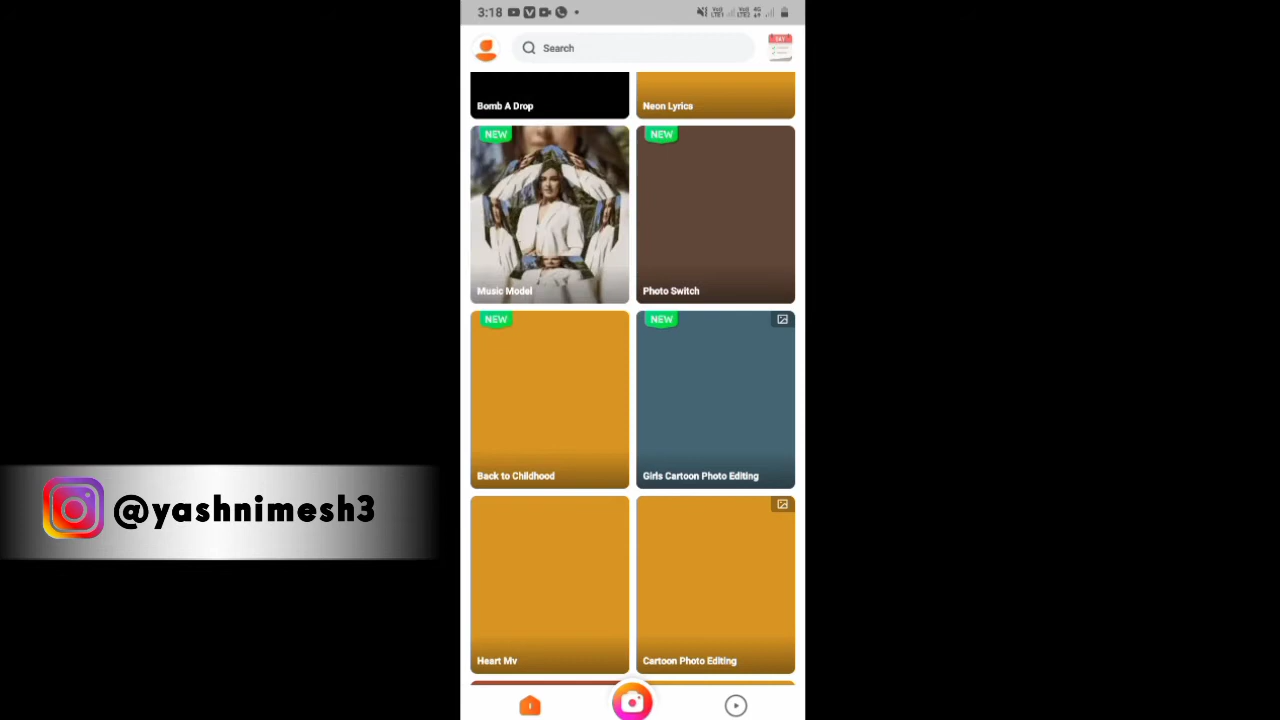 3:18
Search
SAT
Bomb A Drop
Neon Lyrics
NEW
NEW
Music Model
Photo Switch
NEW
NEW
Back to Childhood
Girls Cartoon Photo Editing
@yashnimesh3
Heart Mv
Cartoon Photo Editing